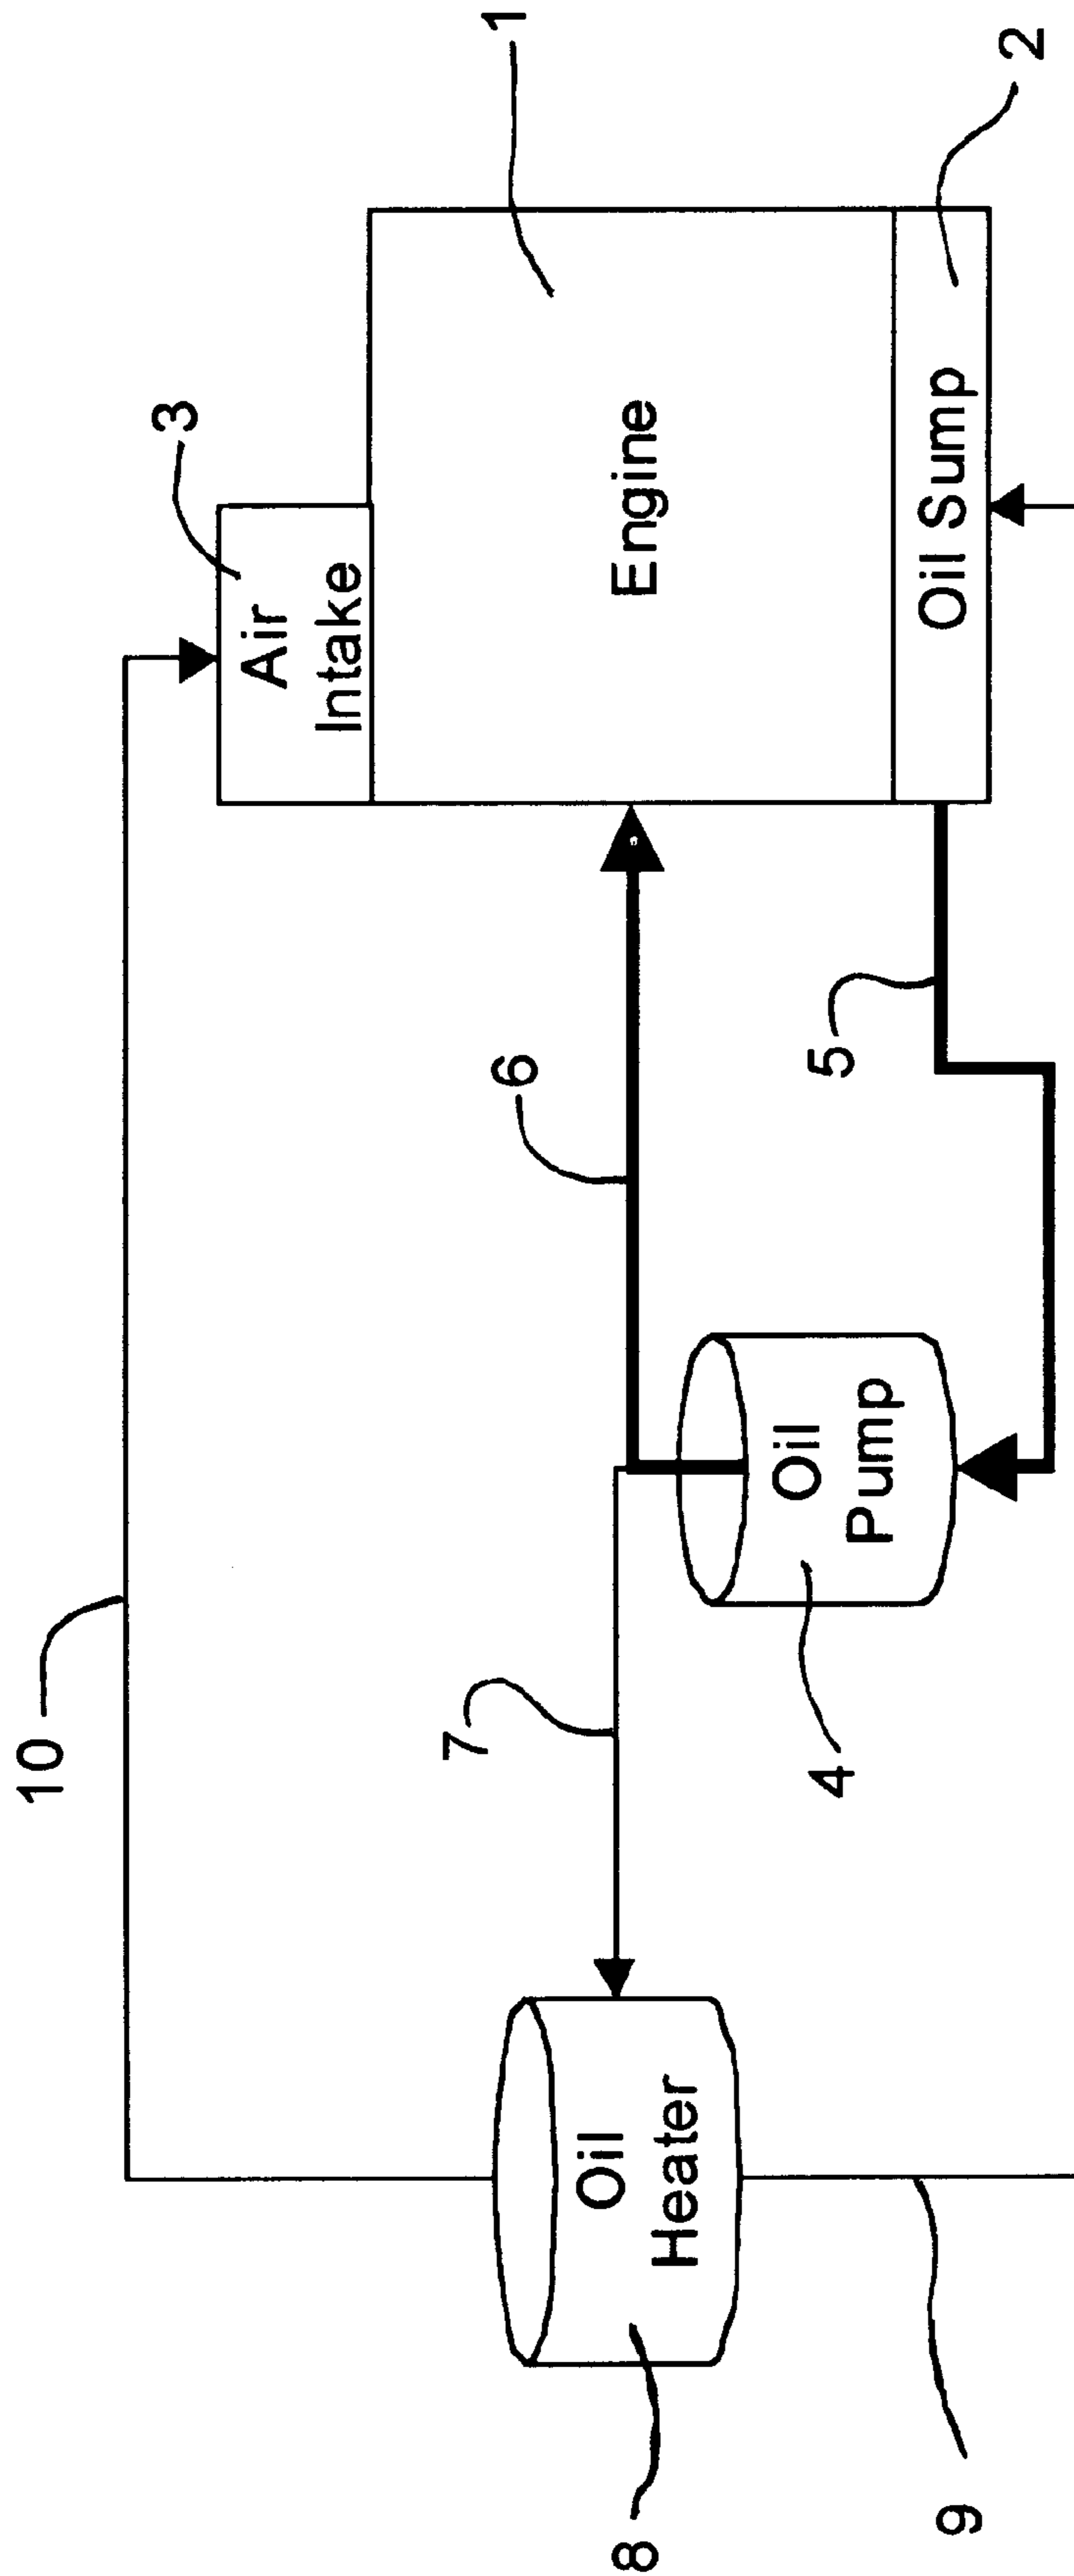 10
3
1
Air
Intake
6
7
Engine
Oil
Heater
Oil
Pump
5
4
8
Oil Sump
9
2